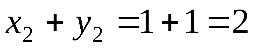 x₂ + y₂ =1+1=2